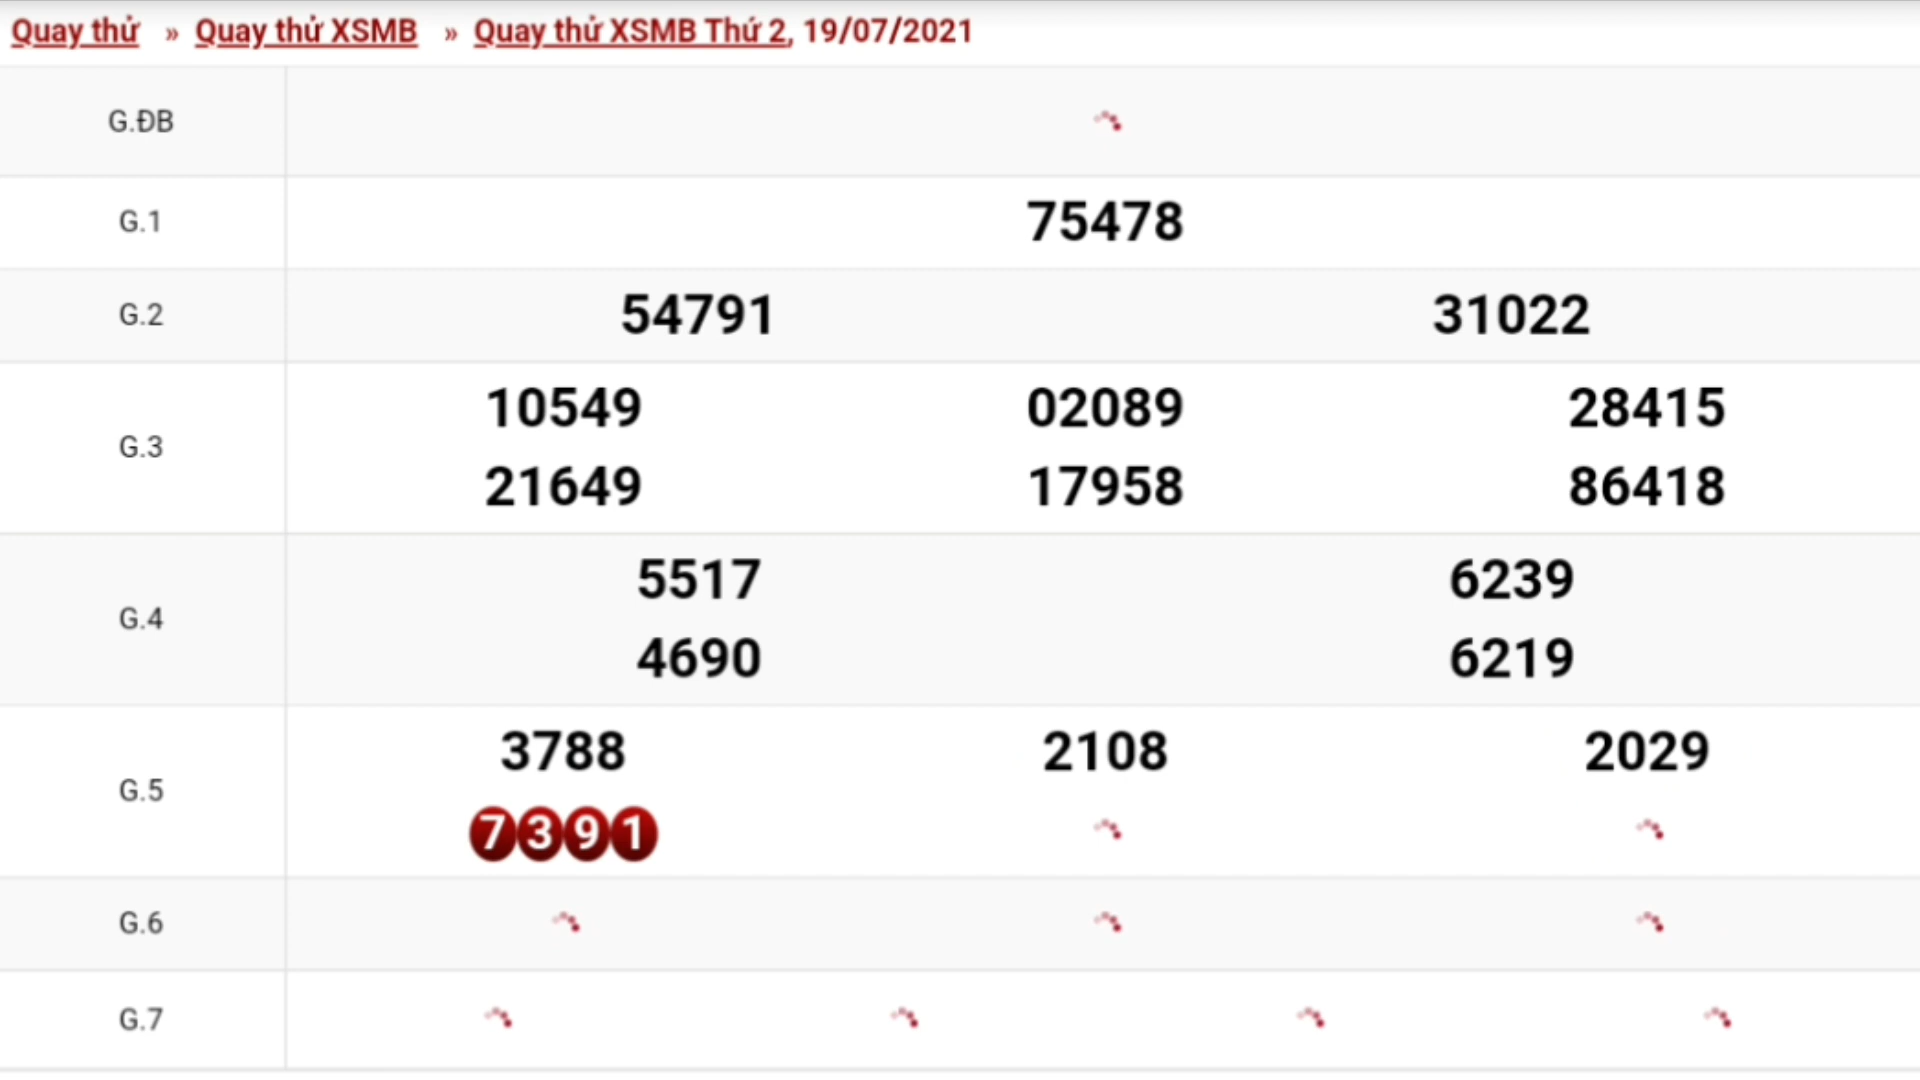 Quay thử » Quay thử XSMB » Quay thử XSMB Thứ 2, 19/07/2021
G.ĐB
G.1 75478
G.2 54791 31022
G.3 10549 02089 28415
21649 17958 86418
G.4 5517 6239
4690 6219
G.5 3788 2108 2029
7391
G.6
G.7